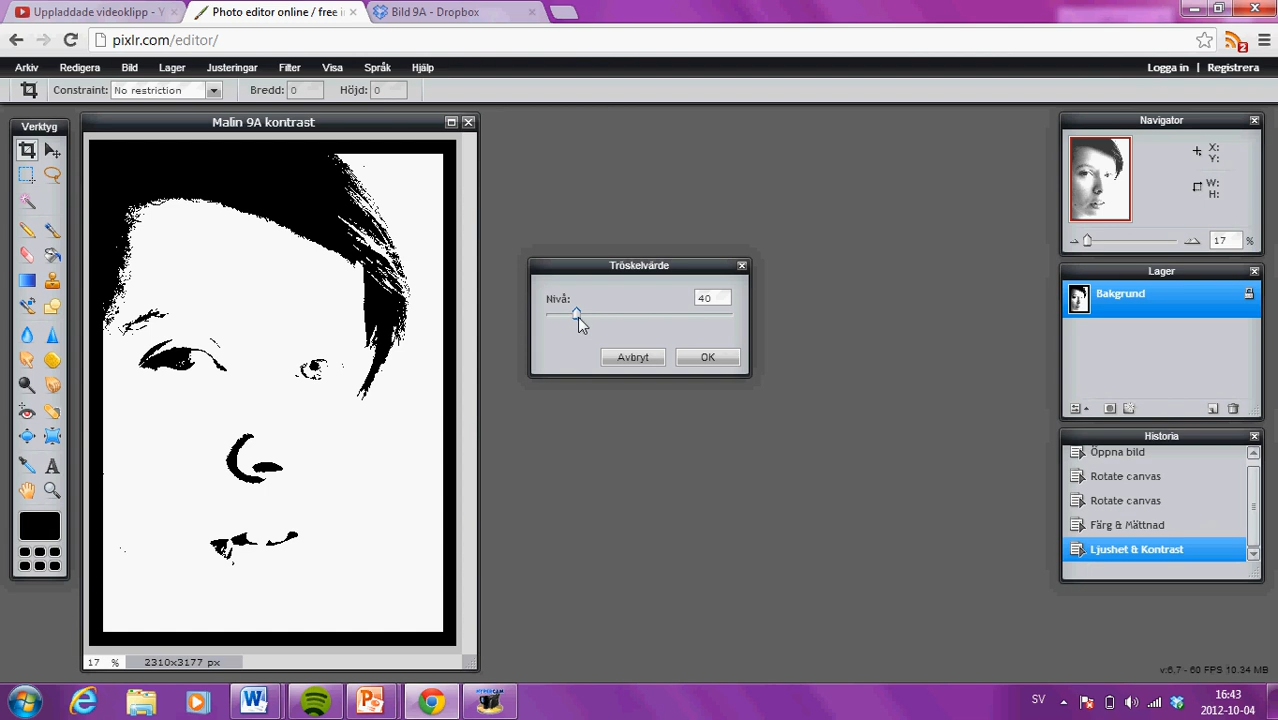 Uppladdade videoklipp - Y
Photo editor online / free i
Bild 9A - Dropbox
pixlr.com/editor/
2
Arkiv Redigera Bild Lager Justeringar Filter Visa Språk Hjälp
Logga in | Registrera
Constraint: No restriction Bredd: 0 Höjd: 0
Verktyg
Malin 9A kontrast
17 % 2310x3177 px
Tröskelvärde
Nivå: 40
Avbryt OK
Navigator
X:
Y:
W:
H:
17 %
Lager
Bakgrund
Historia
Öppna bild
Rotate canvas
Rotate canvas
Färg & Mättnad
Ljushet & Kontrast
v:6.7 - 60 FPS 10.34 MB
HYPERCAM
SV
16:43
2012-10-04